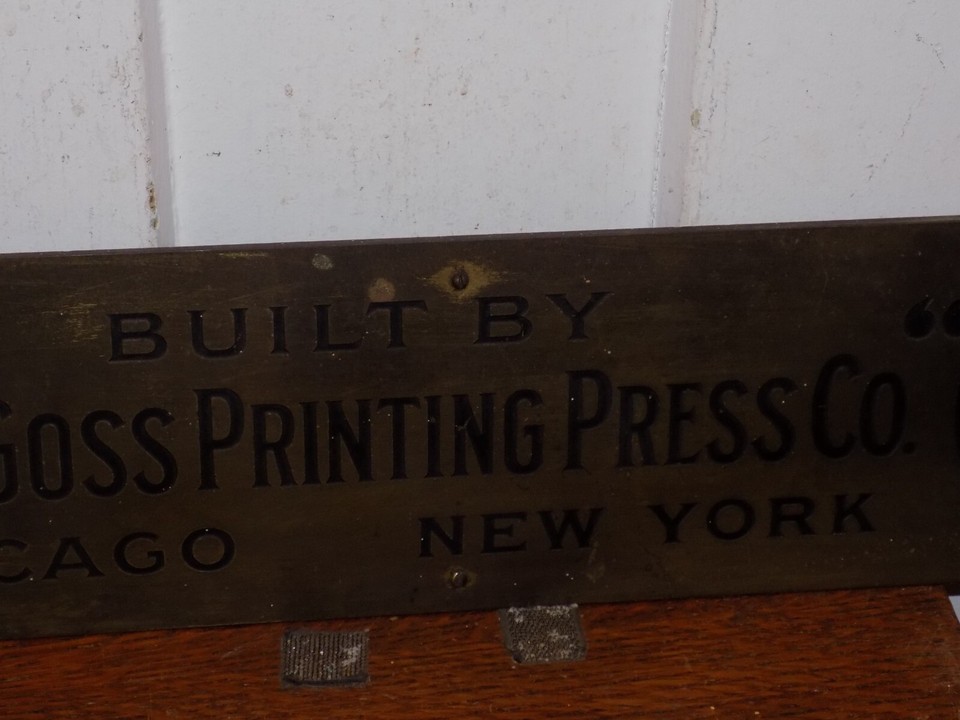 BUILT BY
GOSS PRINTING PRESS CO. “
CAGO NEW YORK